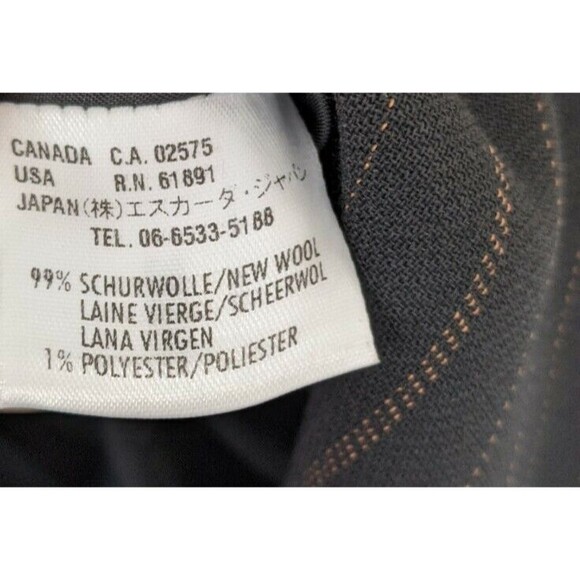 CANADA C.A. 02575
USA R.N. 61891
JAPAN(株)エスカーダ・ジャパン
TEL. 06-6533-5188
99% SCHURWOLLE/NEW WOOL
LAINE VIERGE/SCHEERWOL
LANA VIRGEN
1% POLYESTER/POLIESTER